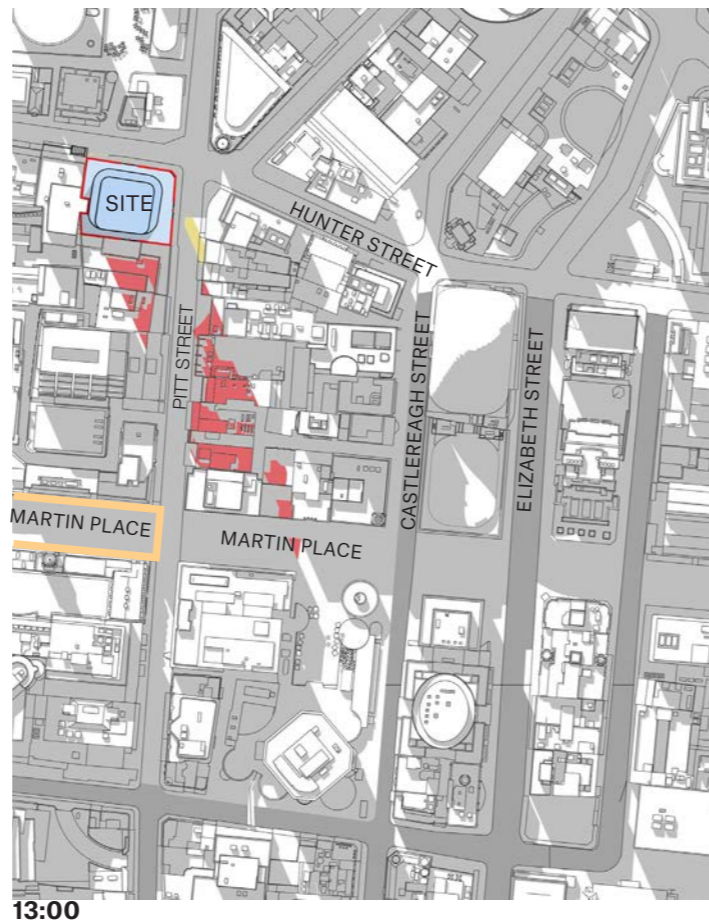 SITE
HUNTER STREET
PITT STREET
CASTLEREAGH STREET
ELIZABETH STREET
MARTIN PLACE
MARTIN PLACE
13:00